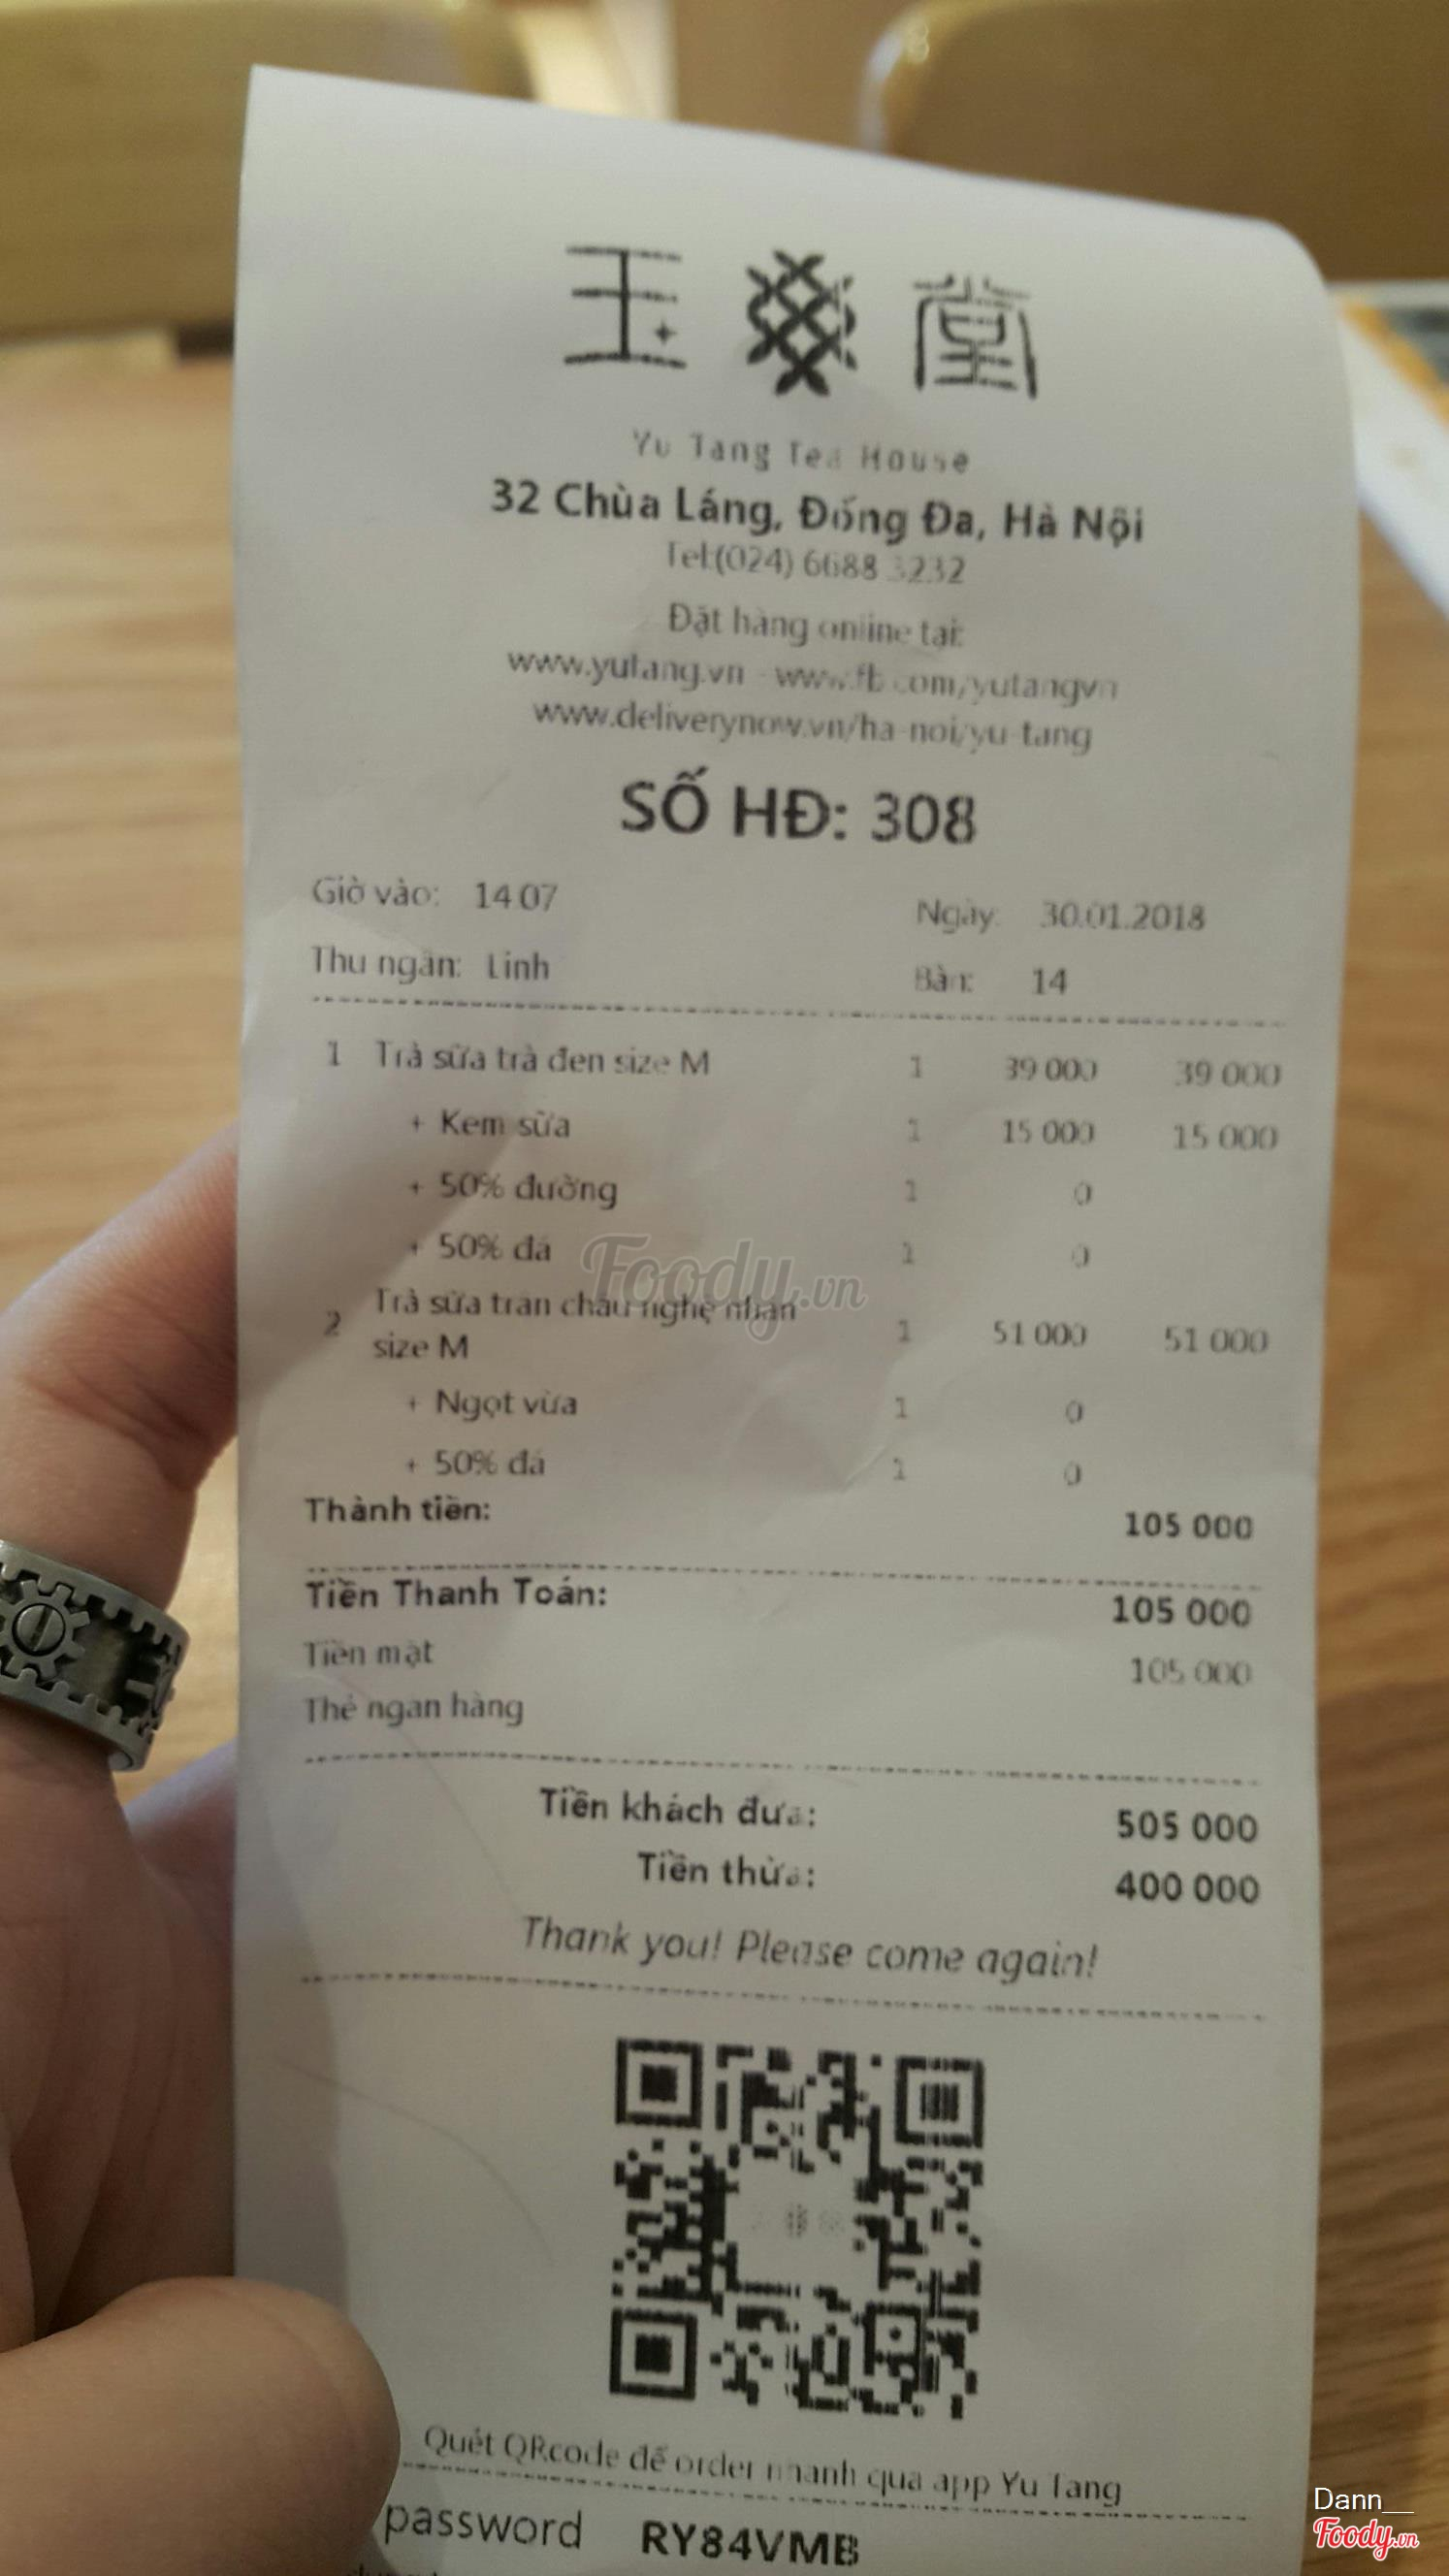 玉 堂
Yu Tang Tea House
32 Chùa Láng, Đống Đa, Hà Nội
Tel:(024) 6688 3232
Đặt hàng online tại:
www.yutang.vn - www.fb.com/yutangvn
www.deliverynow.vn/ha-noi/yu-tang
SỐ HĐ: 308
Giờ vào: 14:07 Ngày: 30.01.2018
Thu ngân: Linh Bàn: 14
1 Trà sữa trà đen size M 1 39 000 39 000
+ Kem sữa 1 15 000 15 000
+ 50% đường 1 0
+ 50% đá 1 0
2 Trà sữa trân châu nghệ nhân size M 1 51 000 51 000
+ Ngọt vừa 1 0
+ 50% đá 1 0
Thành tiền: 105 000
Tiền Thanh Toán: 105 000
Tiền mặt 105 000
Thẻ ngân hàng
Tiền khách đưa: 505 000
Tiền thừa: 400 000
Thank you! Please come again!
Quét QRcode để order nhanh qua app Yu Tang
password RY84VMB
Foody.vn
Dann__
Foody.vn